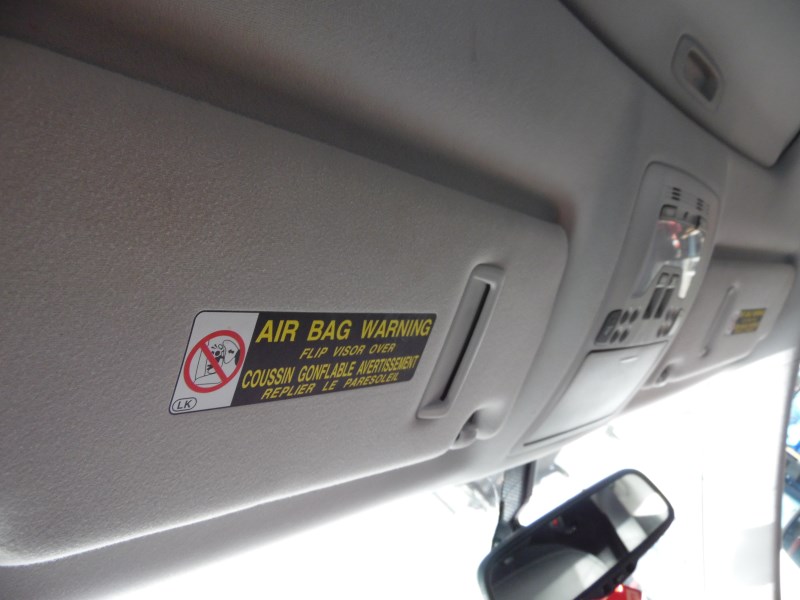 AIR BAG WARNING
FLIP VISOR OVER
COUSSIN GONFLABLE AVERTISSEMENT
REPLIER LE PARESOLEIL
LK